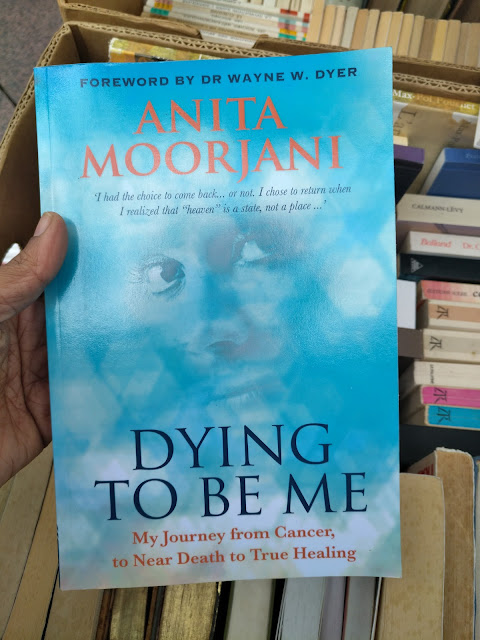 FOREWORD BY DR WAYNE W. DYER
ANITA
MOORJANI
'I had the choice to come back... or not. I chose to return when
I realized that "heaven" is a state, not a place ...'
DYING
TO BE ME
My Journey from Cancer,
to Near Death to True Healing
CALMANN-LÉVY